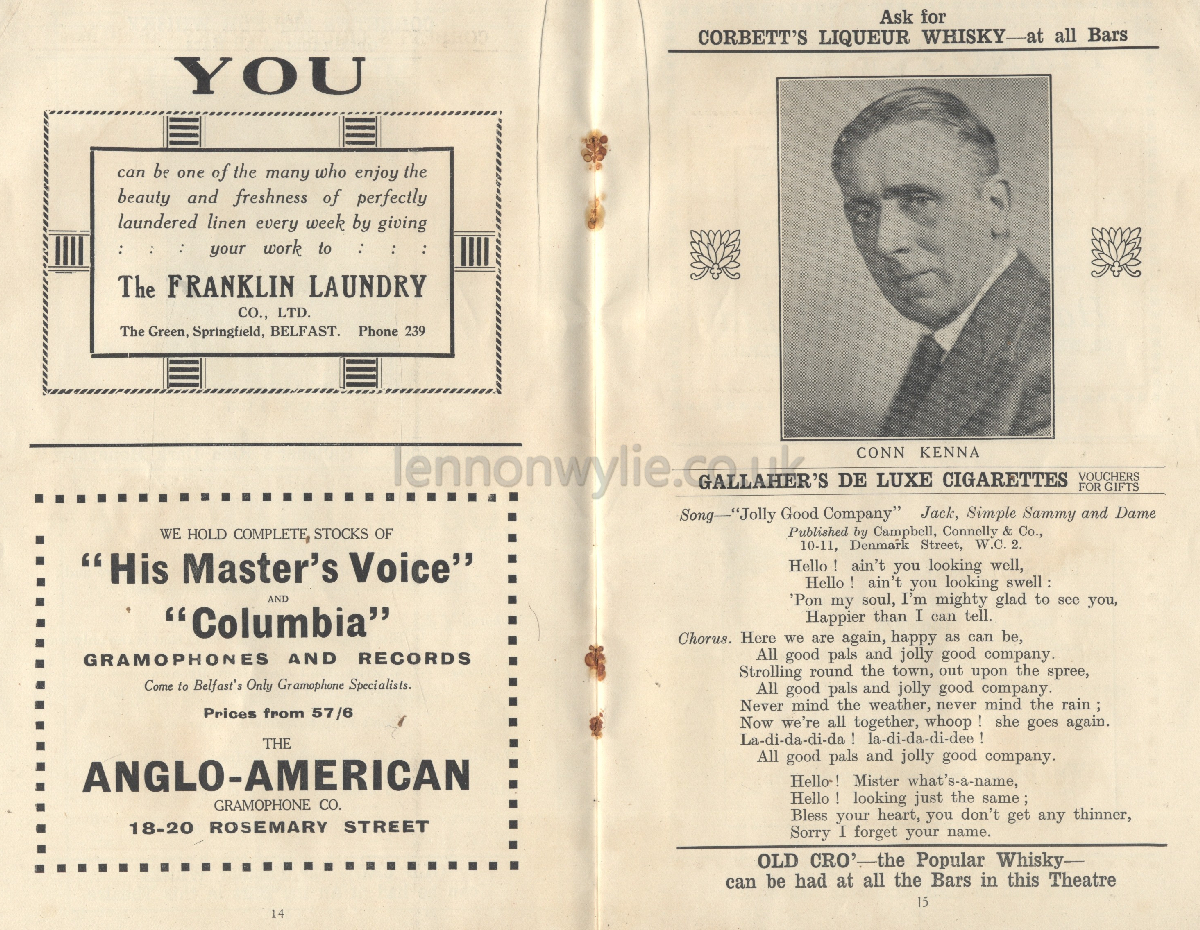 YOU
can be one of the many who enjoy the
beauty and freshness of perfectly
laundered linen every week by giving
: : : your work to : : :
The FRANKLIN LAUNDRY
CO., LTD.
The Green, Springfield, BELFAST. Phone 239
WE HOLD COMPLETE STOCKS OF
"His Master's Voice"
AND
"Columbia"
GRAMOPHONES AND RECORDS
Come to Belfast's Only Gramophone Specialists.
Prices from 57/6
THE
ANGLO-AMERICAN
GRAMOPHONE CO.
18-20 ROSEMARY STREET
14
Ask for
CORBETT'S LIQUEUR WHISKY—at all Bars
CONN KENNA
lennonwylie.co.uk
GALLAHER'S DE LUXE CIGARETTES VOUCHERS FOR GIFTS
Song—"Jolly Good Company" Jack, Simple Sammy and Dame
Published by Campbell, Connelly & Co.,
10-11, Denmark Street, W.C. 2.
Hello ! ain't you looking well,
Hello ! ain't you looking swell :
'Pon my soul, I'm mighty glad to see you,
Happier than I can tell.
Chorus. Here we are again, happy as can be,
All good pals and jolly good company.
Strolling round the town, out upon the spree,
All good pals and jolly good company.
Never mind the weather, never mind the rain ;
Now we're all together, whoop ! she goes again.
La-di-da-di-da ! la-di-da-di-dee !
All good pals and jolly good company.
Hello ! Mister what's-a-name,
Hello ! looking just the same ;
Bless your heart, you don't get any thinner,
Sorry I forget your name.
OLD CRO'—the Popular Whisky—
can be had at all the Bars in this Theatre
15